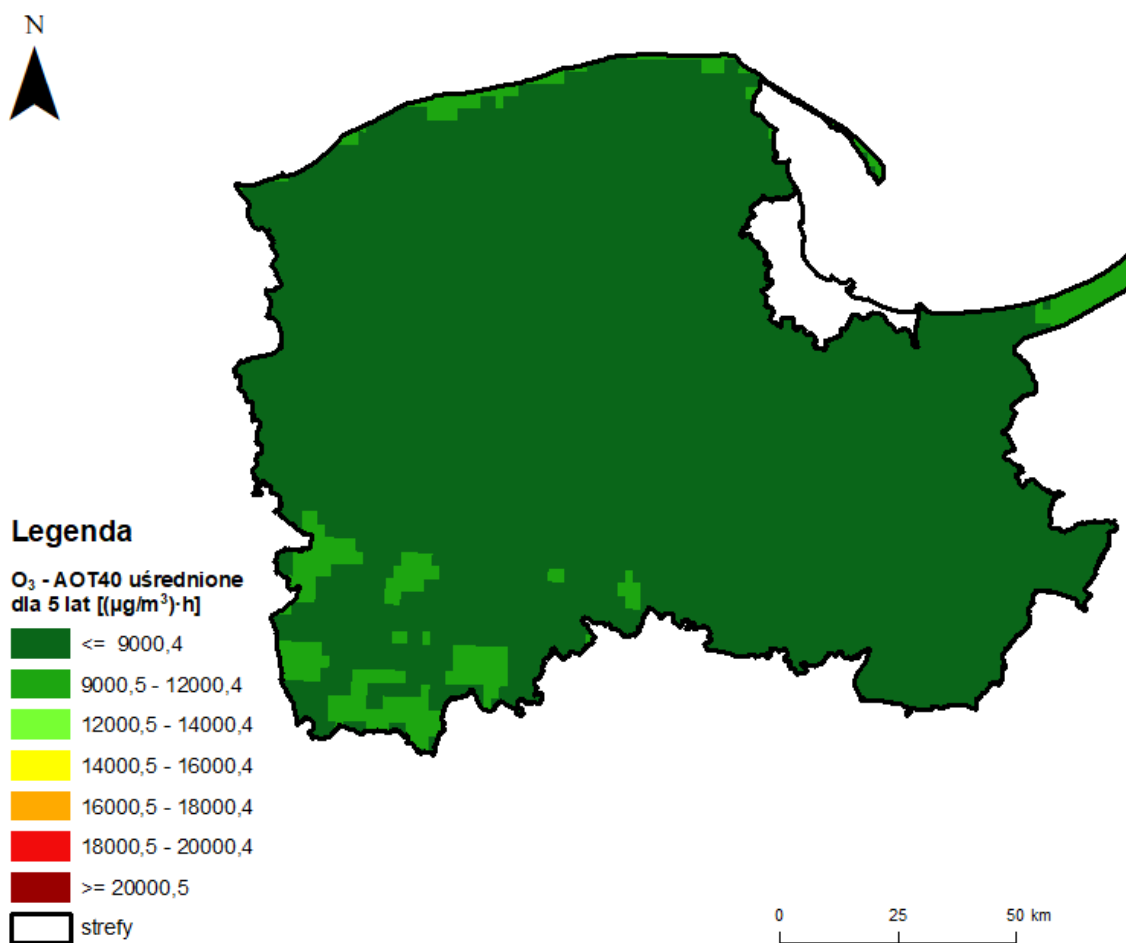 N
Legenda
O₃ - AOT40 uśrednione
dla 5 lat [(µg/m³)·h]
<= 9000,4
9000,5 - 12000,4
12000,5 - 14000,4
14000,5 - 16000,4
16000,5 - 18000,4
18000,5 - 20000,4
>= 20000,5
strefy
0 25 50 km